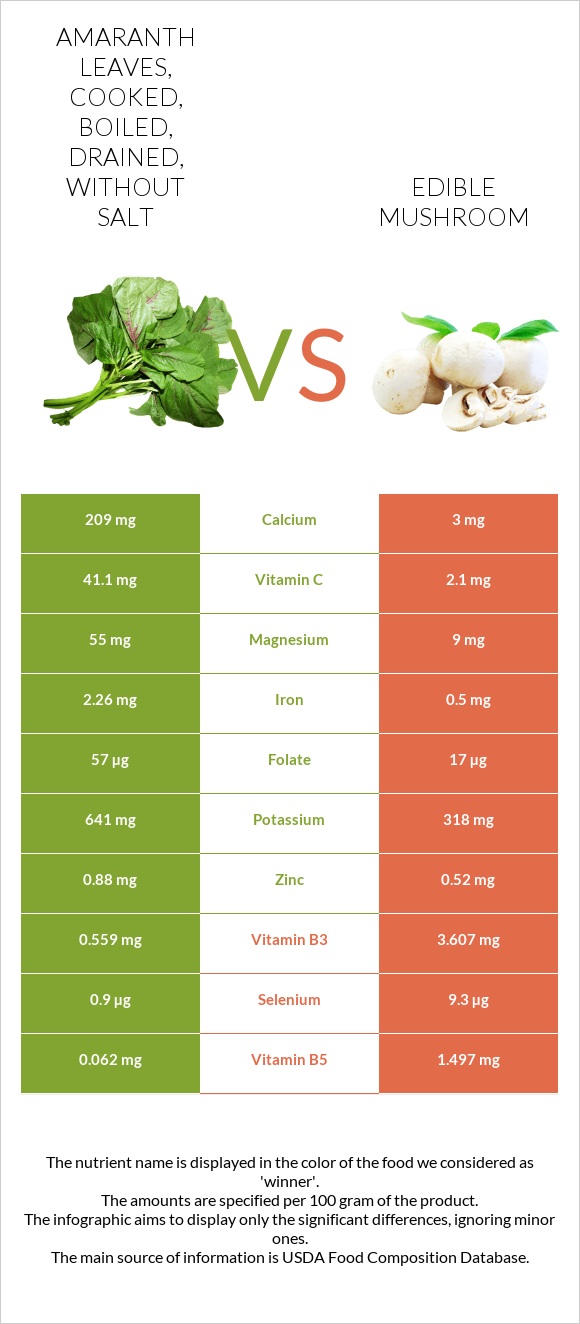 AMARANTH
LEAVES,
COOKED,
BOILED,
DRAINED,
WITHOUT
SALT
EDIBLE
MUSHROOM
VS
209 mg Calcium 3 mg
41.1 mg Vitamin C 2.1 mg
55 mg Magnesium 9 mg
2.26 mg Iron 0.5 mg
57 µg Folate 17 µg
641 mg Potassium 318 mg
0.88 mg Zinc 0.52 mg
0.559 mg Vitamin B3 3.607 mg
0.9 µg Selenium 9.3 µg
0.062 mg Vitamin B5 1.497 mg
The nutrient name is displayed in the color of the food we considered as
'winner'.
The amounts are specified per 100 gram of the product.
The infographic aims to display only the significant differences, ignoring minor
ones.
The main source of information is USDA Food Composition Database.